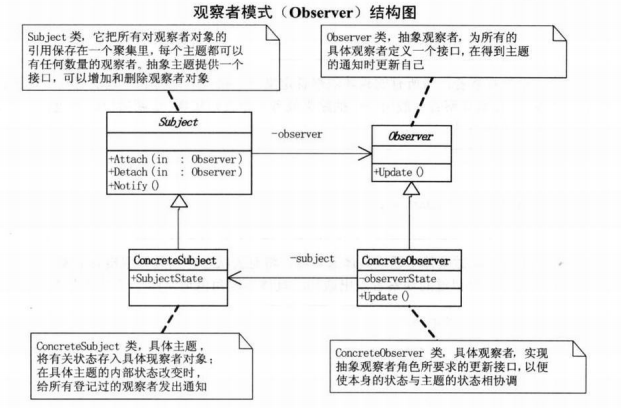 观察者模式（Observer）结构图
Subject 类，它把所有对观察者对象的
引用保存在一个聚集里，每个主题都可以
有任何数量的观察者。抽象主题提供一个
接口，可以增加和删除观察者对象
Observer 类，抽象观察者，为所有的
具体观察者定义一个接口，在得到主题
的通知时更新自己
Subject
+Attach(in : Observer)
+Detach(in : Observer)
+Notify()
-observer
Observer
+Update()
ConcreteSubject
+SubjectState
-subject
ConcreteObserver
-observerState
+Update()
ConcreteSubject 类，具体主题，
将有关状态存入具体现察者对象；
在具体主题的内部状态改变时，
给所有登记过的观察者发出通知
ConcreteObserver 类，具体观察者，实现
抽象观察者角色所要求的更新接口，以便
使本身的状态与主题的状态相协调